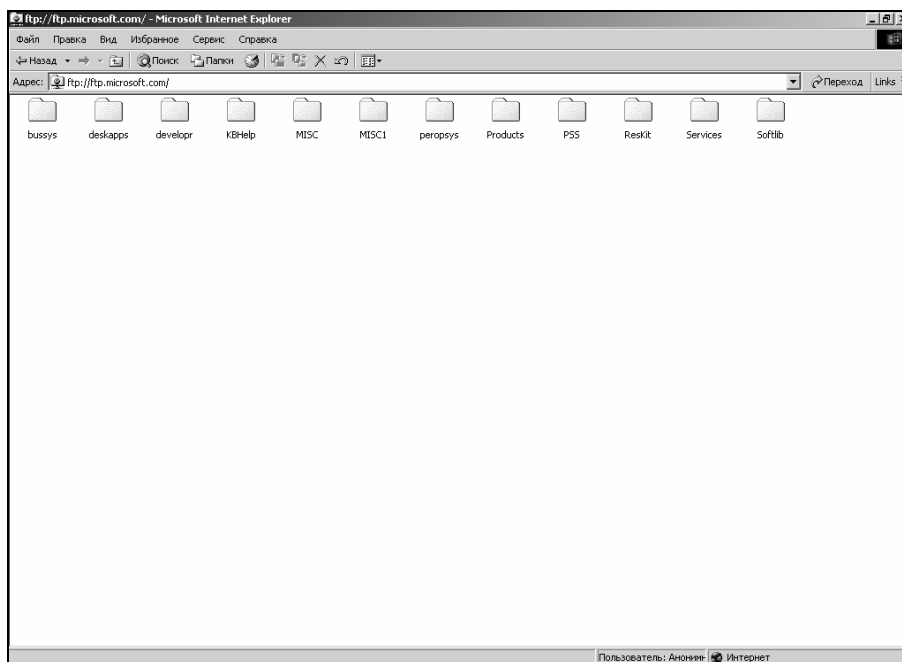 ftp://ftp.microsoft.com/ - Microsoft Internet Explorer
Файл Правка Вид Избранное Сервис Справка
Назад Поиск Папки
Адрес: ftp://ftp.microsoft.com/ Переход Links
bussys deskapps developr KBHelp MISC MISC1 peropsys Products PSS ResKit Services Softlib
Пользователь: Аноним Интернет